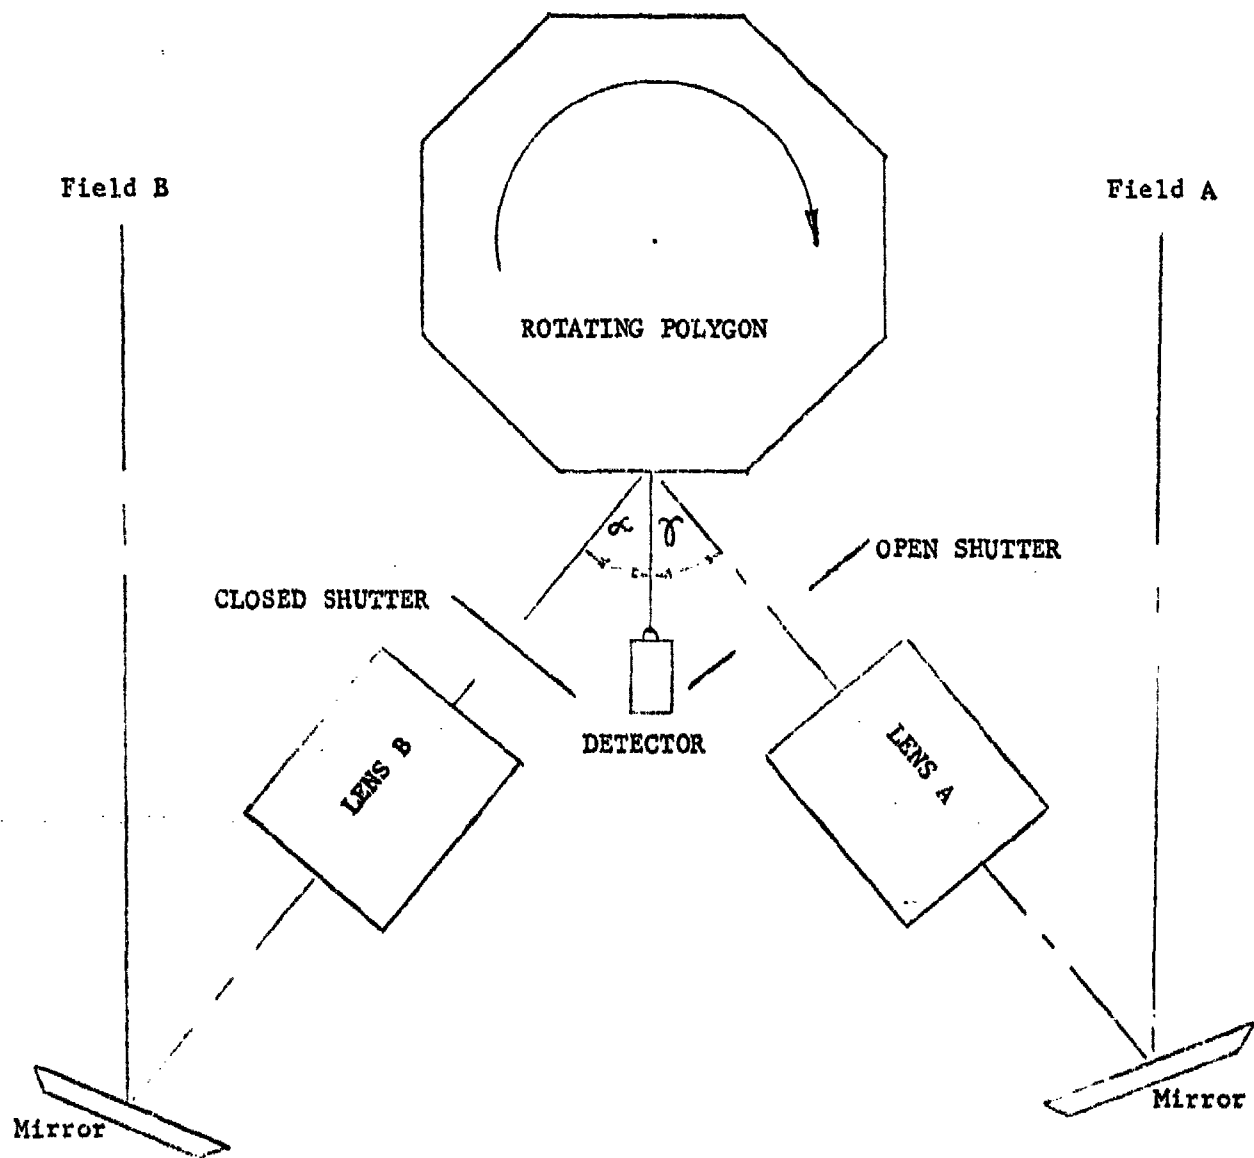 Field B
Field A
ROTATING POLYGON
∝ γ
OPEN SHUTTER
CLOSED SHUTTER
DETECTOR
LENS B
LENS A
Mirror
Mirror